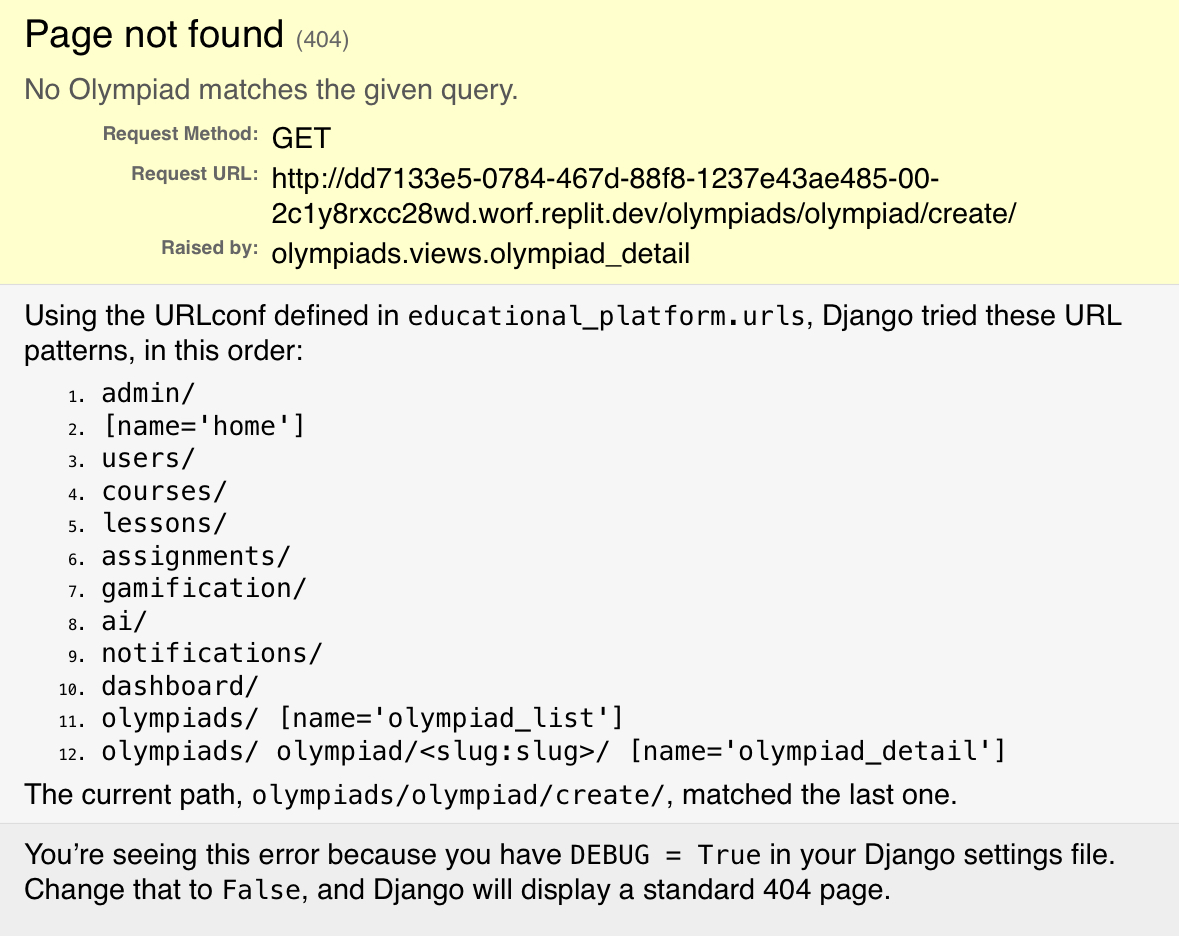 Page not found (404)
No Olympiad matches the given query.
Request Method: GET
Request URL: http://dd7133e5-0784-467d-88f8-1237e43ae485-00-
2c1y8rxcc28wd.worf.replit.dev/olympiads/olympiad/create/
Raised by: olympiads.views.olympiad_detail
Using the URLconf defined in educational_platform.urls, Django tried these URL
patterns, in this order:
1. admin/
2. [name='home']
3. users/
4. courses/
5. lessons/
6. assignments/
7. gamification/
8. ai/
9. notifications/
10. dashboard/
11. olympiads/ [name='olympiad_list']
12. olympiads/ olympiad/<slug:slug>/ [name='olympiad_detail']
The current path, olympiads/olympiad/create/, matched the last one.
You’re seeing this error because you have DEBUG = True in your Django settings file.
Change that to False, and Django will display a standard 404 page.